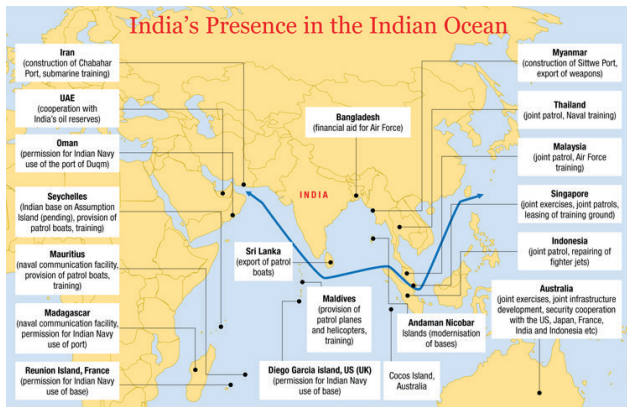 India's Presence in the Indian Ocean
Iran
(construction of Chabahar
Port, submarine training)
UAE
(cooperation with
India's oil reserves)
Oman
(permission for Indian Navy
use of the port of Duqm)
Seychelles
(Indian base on Assumption
Island (pending), provision of
patrol boats, training)
Mauritius
(naval communication facility,
provision of patrol boats,
training)
Madagascar
(naval communication facility,
permission for Indian Navy
use of port)
Reunion Island, France
(permission for Indian Navy
use of base)
Bangladesh
(financial aid for Air Force)
INDIA
Sri Lanka
(export of patrol
boats)
Maldives
(provision of
patrol planes
and helicopters,
training)
Diego Garcia island, US (UK)
(permission for Indian Navy
use of base)
Andaman Nicobar
Islands (modernisation
of bases)
Cocos Island,
Australia
Myanmar
(construction of Sittwe Port,
export of weapons)
Thailand
(joint patrol, Naval training)
Malaysia
(joint patrol, Air Force
training)
Singapore
(joint exercises, joint patrols,
leasing of training ground)
Indonesia
(joint patrol, repairing of
fighter jets)
Australia
(joint exercises, joint infrastructure
development, security cooperation
with the US, Japan, France,
India and Indonesia etc)